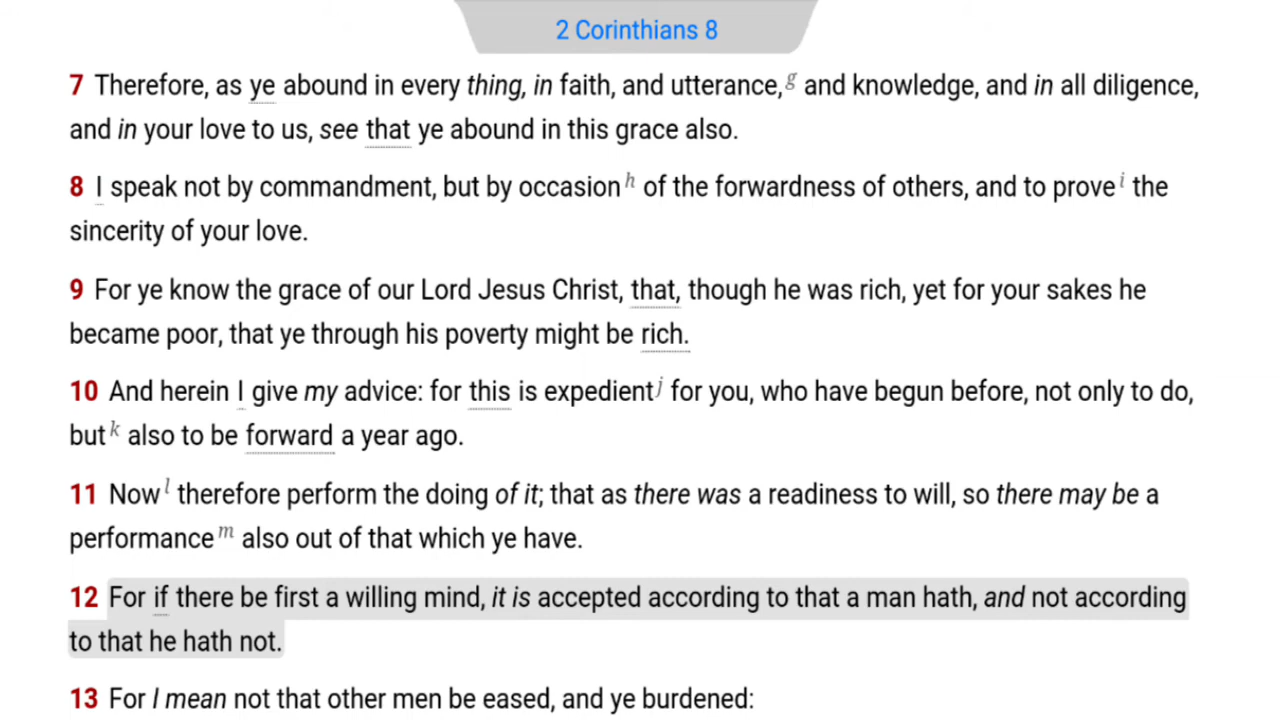 2 Corinthians 8
7 Therefore, as ye abound in every thing, in faith, and utterance,g and knowledge, and in all diligence,
and in your love to us, see that ye abound in this grace also.
8 I speak not by commandment, but by occasion h of the forwardness of others, and to prove i the
sincerity of your love.
9 For ye know the grace of our Lord Jesus Christ, that, though he was rich, yet for your sakes he
became poor, that ye through his poverty might be rich.
10 And herein I give my advice: for this is expedient j for you, who have begun before, not only to do,
but k also to be forward a year ago.
11 Now l therefore perform the doing of it; that as there was a readiness to will, so there may be a
performance m also out of that which ye have.
12 For if there be first a willing mind, it is accepted according to that a man hath, and not according
to that he hath not.
13 For I mean not that other men be eased, and ye burdened: